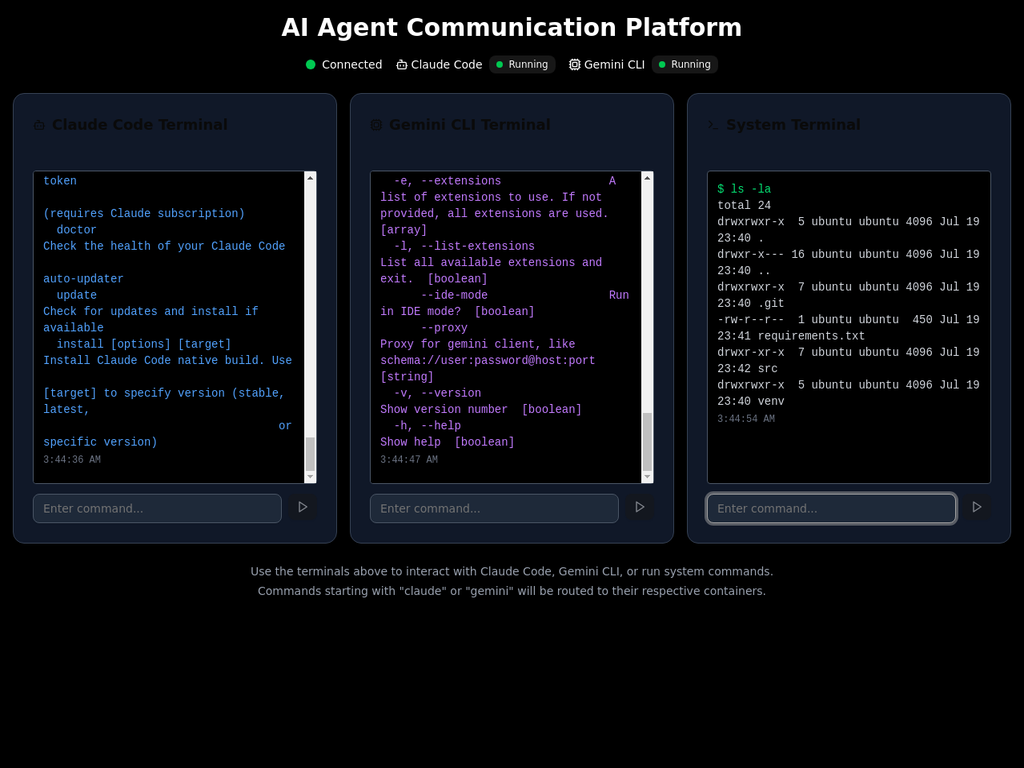 AI Agent Communication Platform
Connected Claude Code Running Gemini CLI Running
Claude Code Terminal
token
(requires Claude subscription)
doctor
Check the health of your Claude Code
auto-updater
update
Check for updates and install if
available
install [options] [target]
Install Claude Code native build. Use
[target] to specify version (stable,
latest,
or
specific version)
3:44:36 AM
Enter command...
Gemini CLI Terminal
-e, --extensions A
list of extensions to use. If not
provided, all extensions are used.
[array]
-l, --list-extensions
List all available extensions and
exit. [boolean]
--ide-mode Run
in IDE mode? [boolean]
--proxy
Proxy for gemini client, like
schema://user:password@host:port
[string]
-v, --version
Show version number [boolean]
-h, --help
Show help [boolean]
3:44:47 AM
Enter command...
System Terminal
$ ls -la
total 24
drwxrwxr-x 5 ubuntu ubuntu 4096 Jul 19
23:40 .
drwxr-x--- 16 ubuntu ubuntu 4096 Jul 19
23:40 ..
drwxrwxr-x 7 ubuntu ubuntu 4096 Jul 19
23:40 .git
-rw-r--r-- 1 ubuntu ubuntu 450 Jul 19
23:41 requirements.txt
drwxr-xr-x 7 ubuntu ubuntu 4096 Jul 19
23:42 src
drwxrwxr-x 5 ubuntu ubuntu 4096 Jul 19
23:40 venv
3:44:54 AM
Enter command...
Use the terminals above to interact with Claude Code, Gemini CLI, or run system commands.
Commands starting with "claude" or "gemini" will be routed to their respective containers.